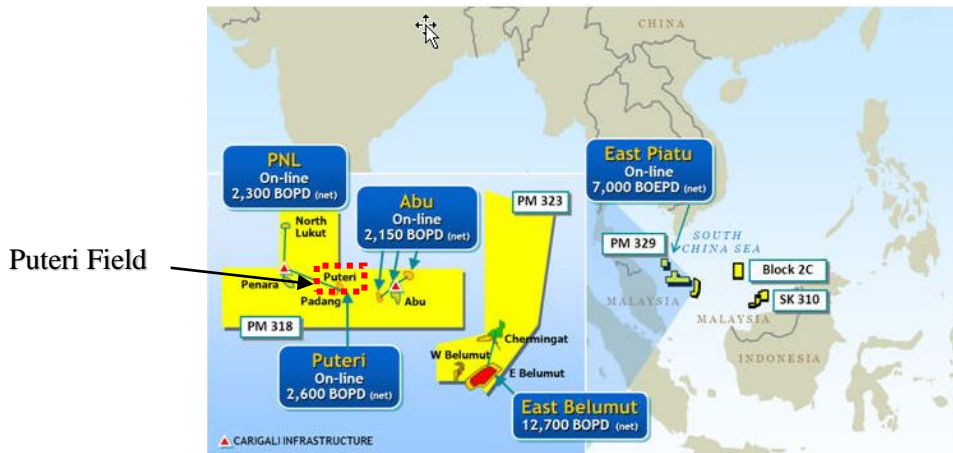 CHINA
PNL
On-line
2,300 BOPD (net)
East Piatu
On-line
7,000 BOEPD (net)
Abu
On-line
2,150 BOPD (net)
PM 323
North
Lukut
PM 329
SOUTH
CHINA SEA
Puteri Field
Penara
Puteri
Padang
Abu
Block 2C
SK 310
MALAYSIA
MALAYSIA
PM 318
Chermingat
W Belumut
E Belumut
INDONESIA
Puteri
On-line
2,600 BOPD (net)
East Belumut
12,700 BOPD (net)
CARIGALI INFRASTRUCTURE